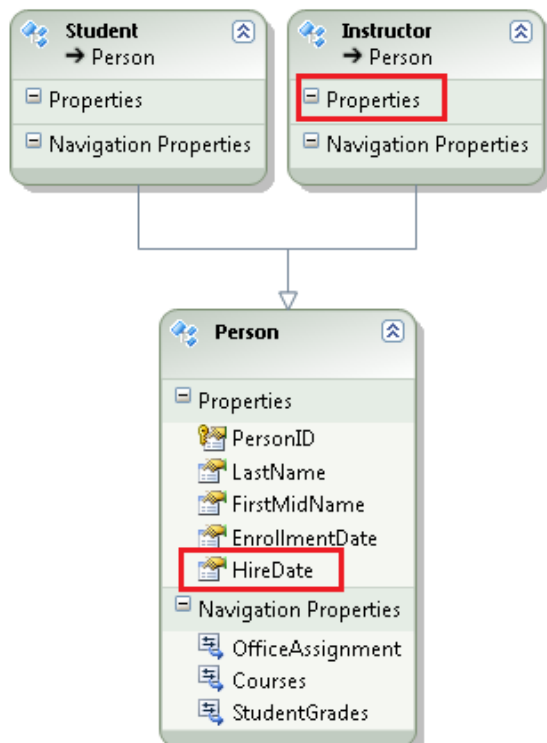 Student
→ Person
Properties
Navigation Properties
Instructor
→ Person
Properties
Navigation Properties
Person
Properties
PersonID
LastName
FirstMidName
EnrollmentDate
HireDate
Navigation Properties
OfficeAssignment
Courses
StudentGrades